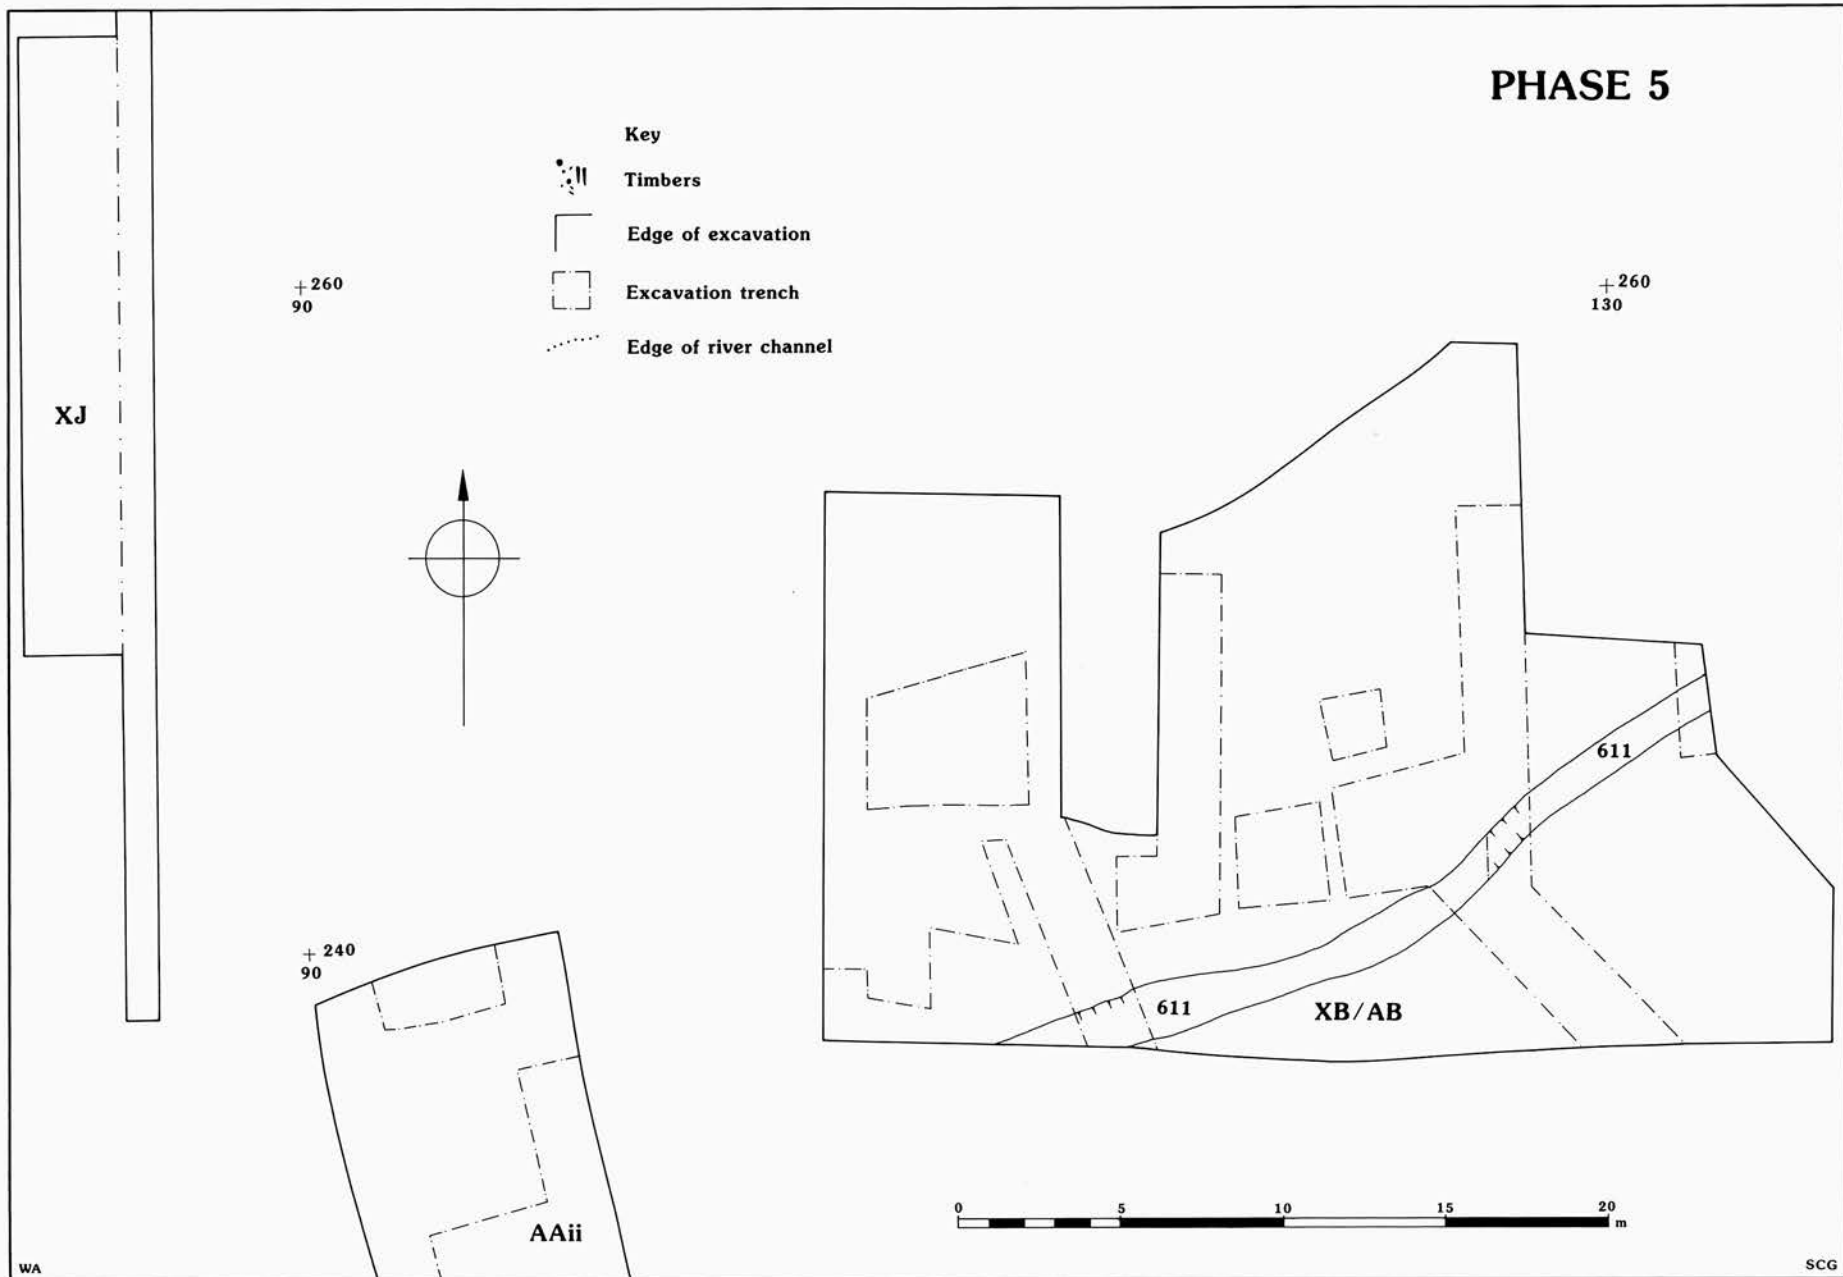 PHASE 5
Key
Timbers
Edge of excavation
Excavation trench
Edge of river channel
+260
90
+260
130
XJ
611
+240
90
611
XB/AB
AAii
0 5 10 15 20
m
WA
SCG